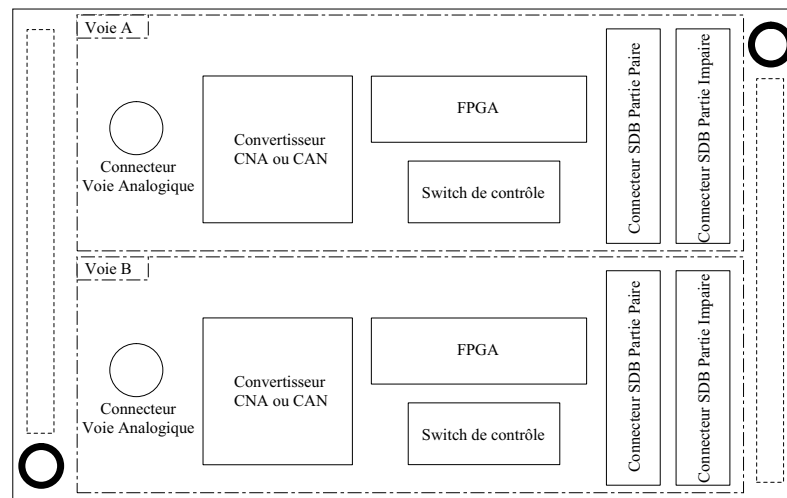 Voie A
Connecteur
Voie Analogique
Convertisseur
CNA ou CAN
FPGA
Switch de contrôle
Connecteur SDB Partie Paire
Connecteur SDB Partie Impaire
Voie B
Connecteur
Voie Analogique
Convertisseur
CNA ou CAN
FPGA
Switch de contrôle
Connecteur SDB Partie Paire
Connecteur SDB Partie Impaire